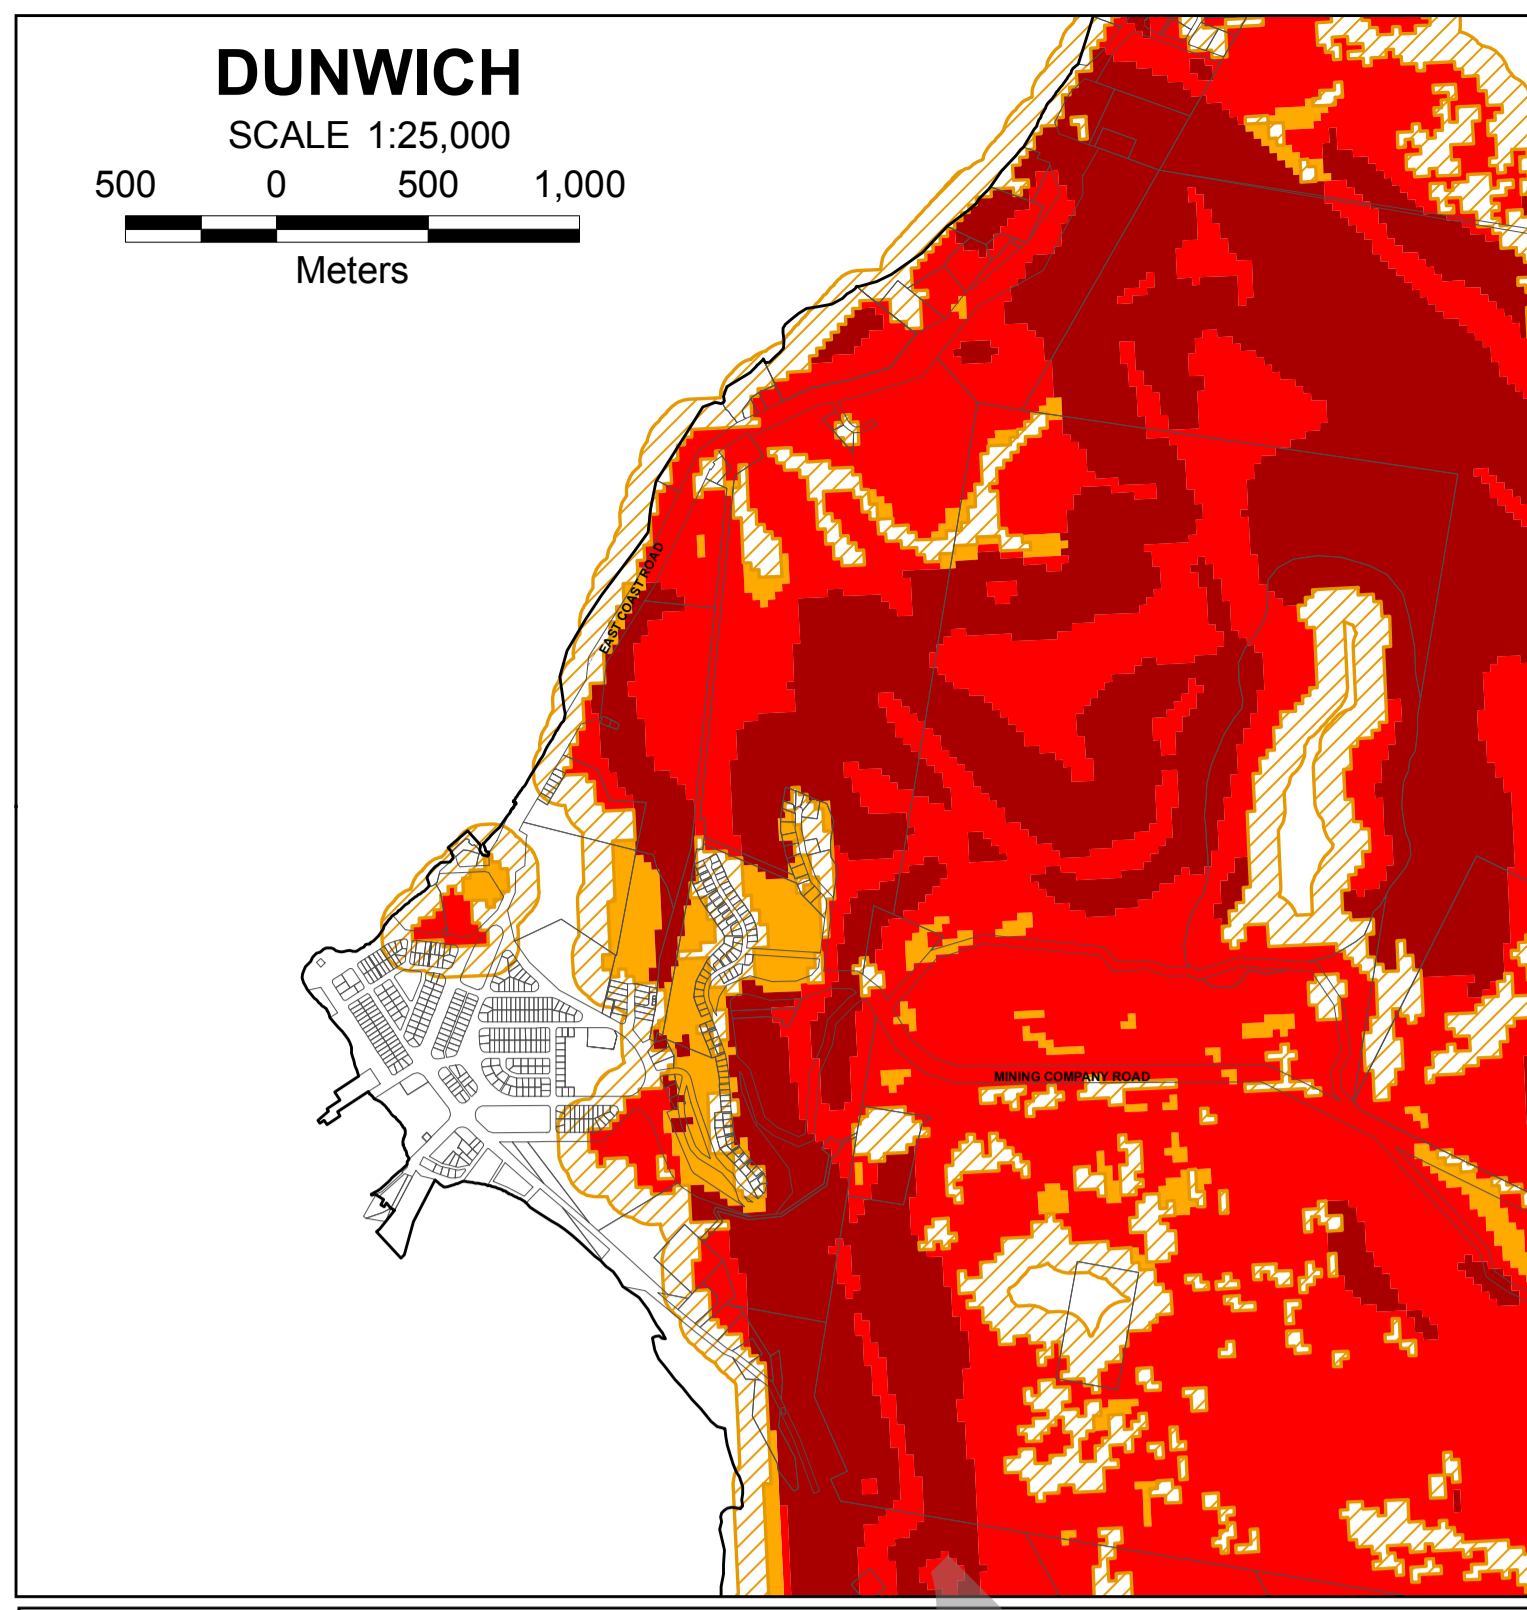 DUNWICH
SCALE 1:25,000
500 0 500 1,000
Meters
EAST COAST ROAD
MINING COMPANY ROAD